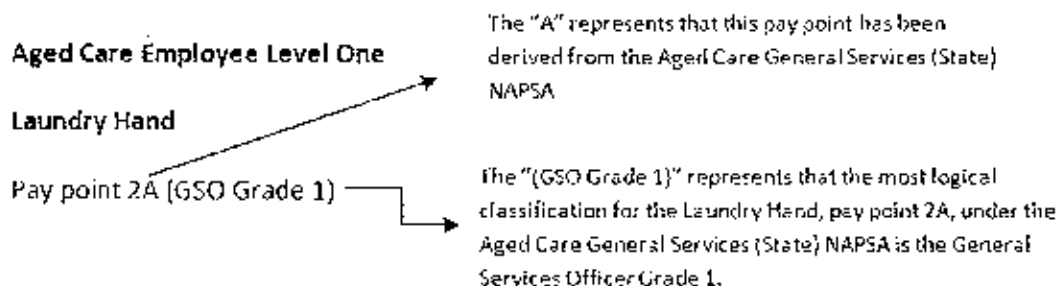 Aged Care Employee Level One
Laundry Hand
Pay point 2A (GSO Grade 1)
The "A" represents that this pay point has been
derived from the Aged Care General Services (State)
NAPSA
The "(GSO Grade 1)" represents that the most logical
classification for the Laundry Hand, pay point 2A, under the
Aged Care General Services (State) NAPSA is the General
Services Officer Grade 1.